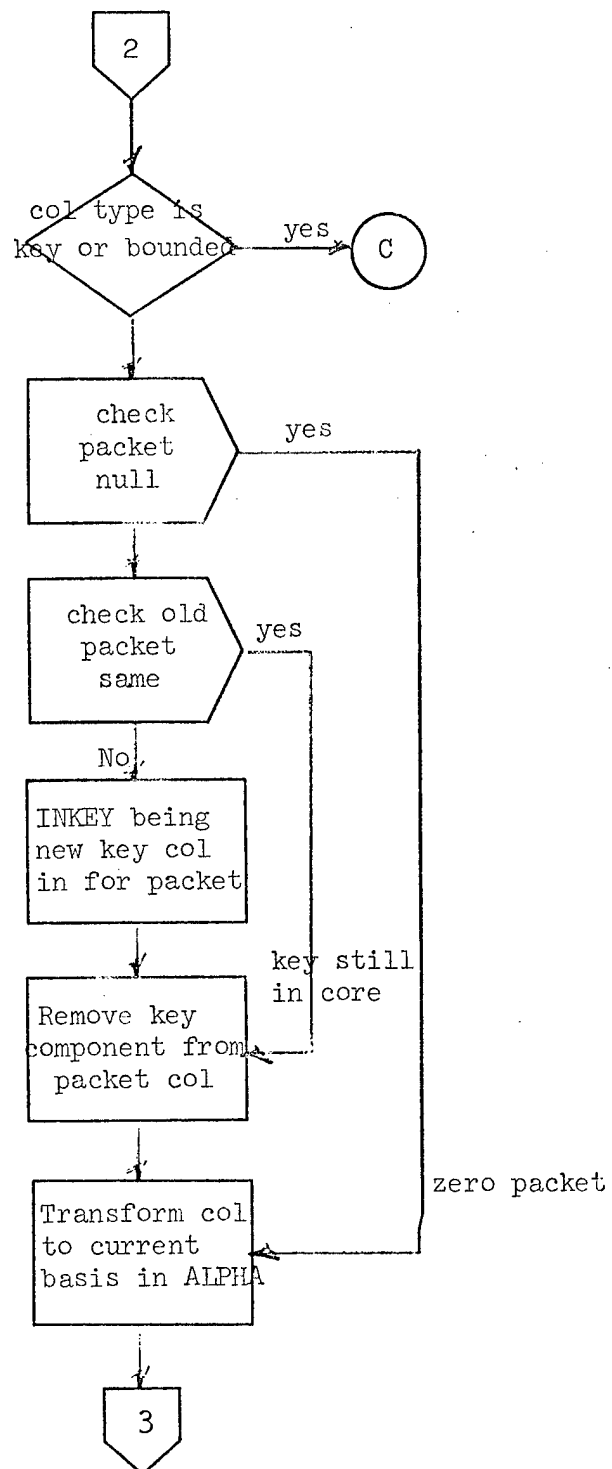 2
col type is
key or bounded
yes
C
check
packet
null
yes
check old
packet
same
yes
No
INKEY being
new key col
in for packet
key still
in core
Remove key
component from
packet col
zero packet
Transform col
to current
basis in ALPHA
3